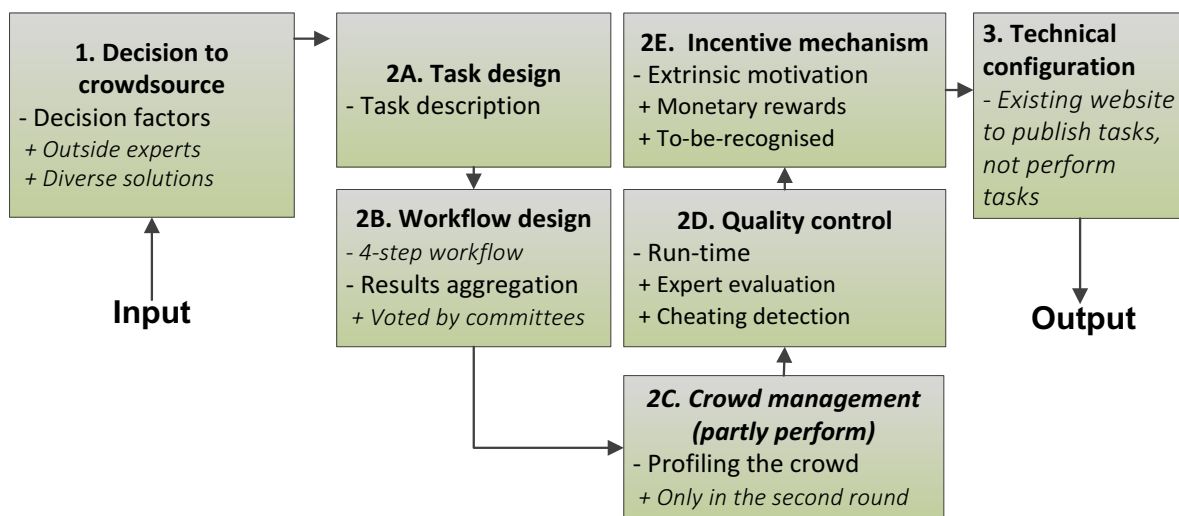 1. Decision to
crowdsource
- Decision factors
+ Outside experts
+ Diverse solutions
Input
2A. Task design
- Task description
2B. Workflow design
- 4-step workflow
- Results aggregation
+ Voted by committees
2C. Crowd management
(partly perform)
- Profiling the crowd
+ Only in the second round
2D. Quality control
- Run-time
+ Expert evaluation
+ Cheating detection
2E. Incentive mechanism
- Extrinsic motivation
+ Monetary rewards
+ To-be-recognised
3. Technical
configuration
- Existing website
to publish tasks,
not perform
tasks
Output